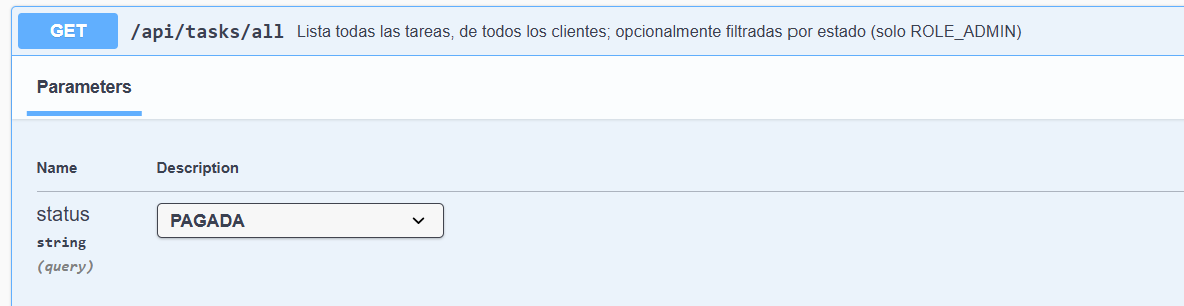 GET /api/tasks/all Lista todas las tareas, de todos los clientes; opcionalmente filtradas por estado (solo ROLE_ADMIN)
Parameters
Name Description
status PAGADA
string
(query)